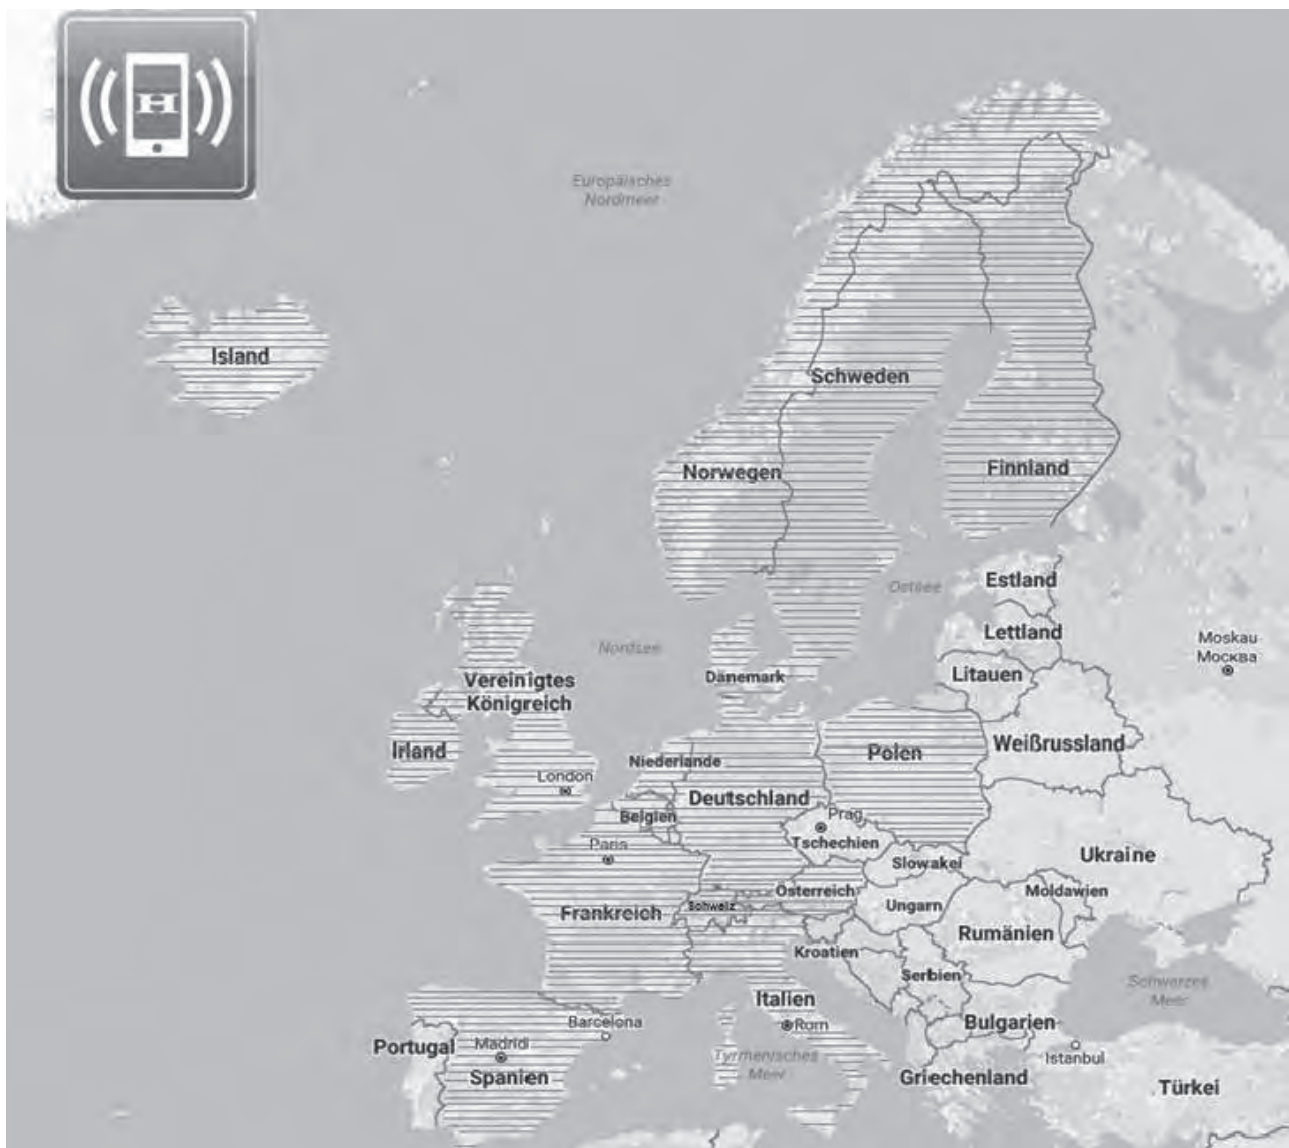 H
Europäisches
Nordmeer
Island
Schweden
Norwegen
Finnland
Estland
Ostsee
Lettland
Moskau
Москва
Nordsee
Litauen
Dänemark
Vereinigtes
Königreich
Irland
Weißrussland
Polen
Niederlande
London
Deutschland
Belgien
Prag
Tschechien
Paris
Ukraine
Slowakei
Österreich
Moldawien
Schweiz
Ungarn
Frankreich
Rumänien
Kroatien
Serbien
Schwarzes
Meer
Italien
Barcelona
Rom
Bulgarien
Portugal
Madrid
Istanbul
Tyrrhenisches
Meer
Spanien
Griechenland
Türkei